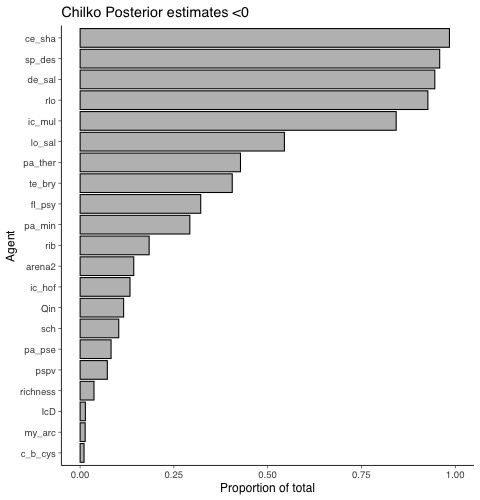 Chilko Posterior estimates <0
ce_sha
sp_des
de_sal
rlo
ic_mul
lo_sal
pa_ther
te_bry
fl_psy
pa_min
rib
arena2
ic_hof
Qin
sch
pa_pse
pspv
richness
IcD
my_arc
c_b_cys
Agent
0.00 0.25 0.50 0.75 1.00
Proportion of total